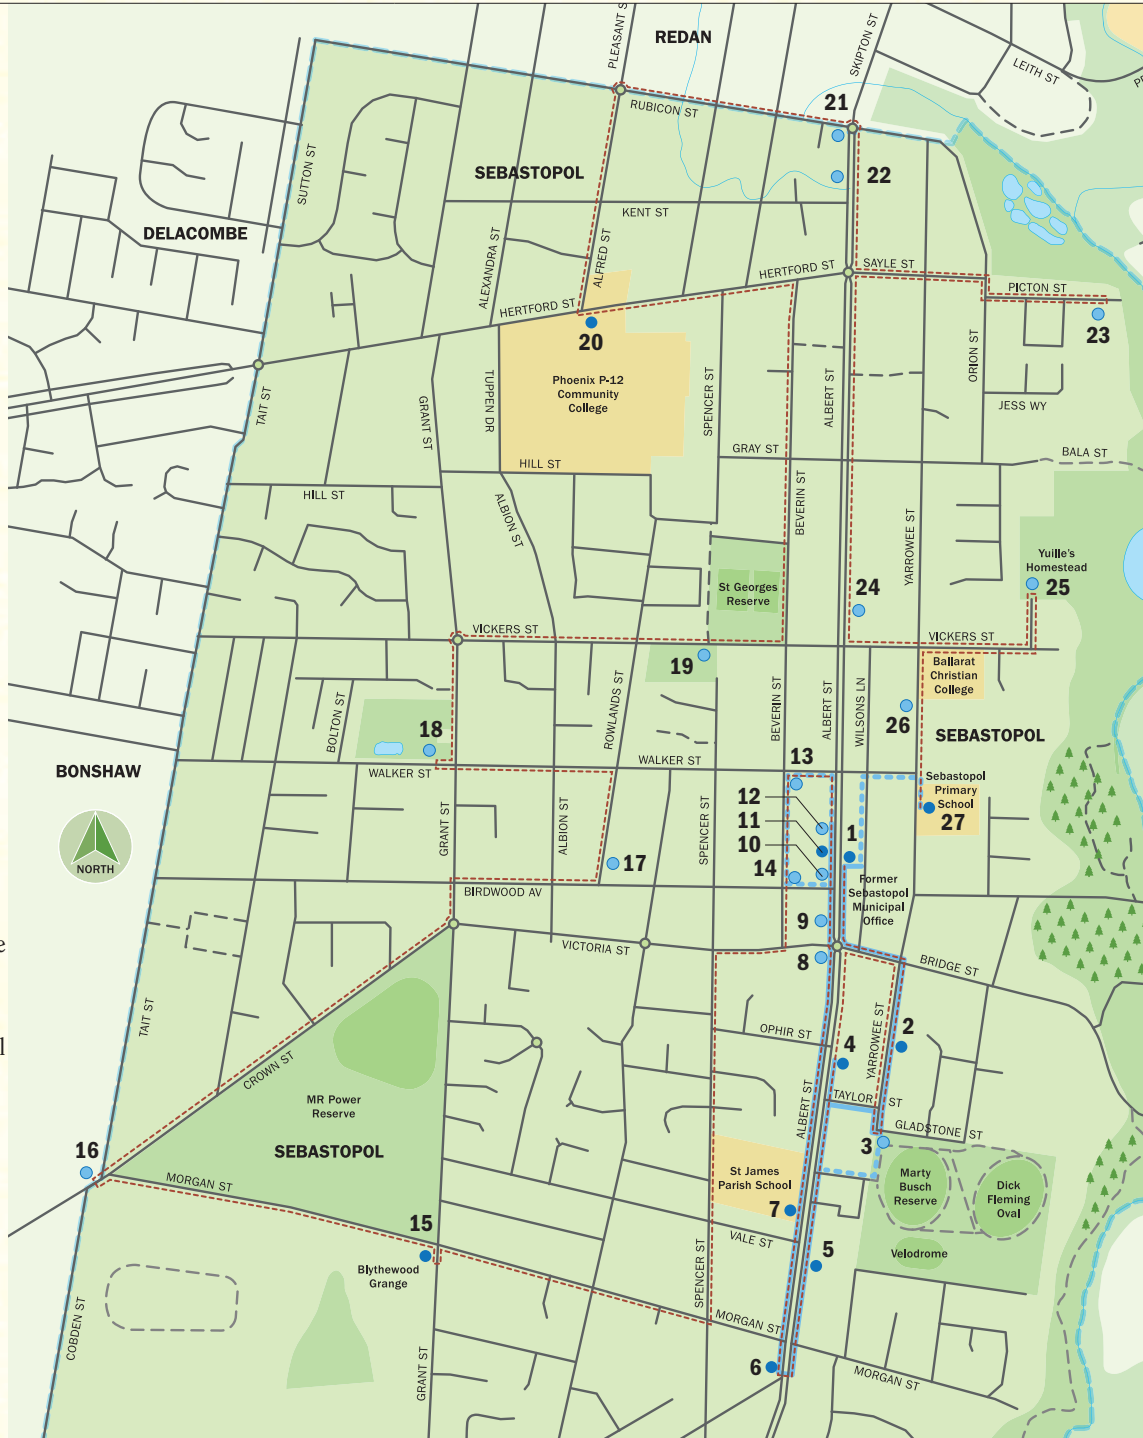 REDAN
PLEASANT S
SKIPTON ST
LEITH ST
PR
21
RUBICON ST
SEBASTOPOL
22
SUTTON ST
KENT ST
DELACOMBE
ALEXANDRA ST
ALFRED ST
HERTFORD ST
SAYLE ST
PICTON ST
HERTFORD ST
20
23
Phoenix P-12
Community
College
TUPPEN DR
TAIT ST
GRANT ST
SPENCER ST
ALBERT ST
ORION ST
JESS WY
GRAY ST
BALA ST
HILL ST
HILL ST
ALBION ST
BEVERIN ST
YARROWEE ST
Yuille's
Homestead
25
St Georges
Reserve
24
VICKERS ST
VICKERS ST
19
Ballarat
Christian
College
BOLTON ST
ROWLANDS ST
BEVERIN ST
ALBERT ST
WILSONS LN
26
18
SEBASTOPOL
BONSHAW
WALKER ST
WALKER ST
13
Sebastopol
Primary
School
27
12
11
10
14
1
NORTH
GRANT ST
ALBION ST
SPENCER ST
17
Former
Sebastopol
Municipal
Office
BIRDWOOD AV
9
e
VICTORIA ST
8
BRIDGE ST
TAIT ST
OPHIR ST
YARROWEE ST
2
l
4
CROWN ST
ALBERT ST
TAYLOR ST
MR Power
Reserve
GLADSTONE ST
3
16
SEBASTOPOL
St James
Parish School
Marty
Busch
Reserve
Dick
Fleming
Oval
MORGAN ST
7
15
VALE ST
5
Velodrome
Blythewood
Grange
SPENCER ST
COBDEN ST
MORGAN ST
GRANT ST
6
MORGAN ST